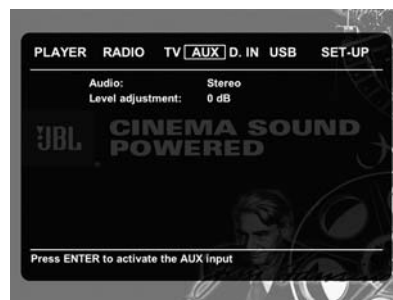 PLAYER RADIO TV AUX D. IN USB SET-UP
Audio: Stereo
Level adjustment: 0 dB
JBL CINEMA SOUND
POWERED
Press ENTER to activate the AUX input